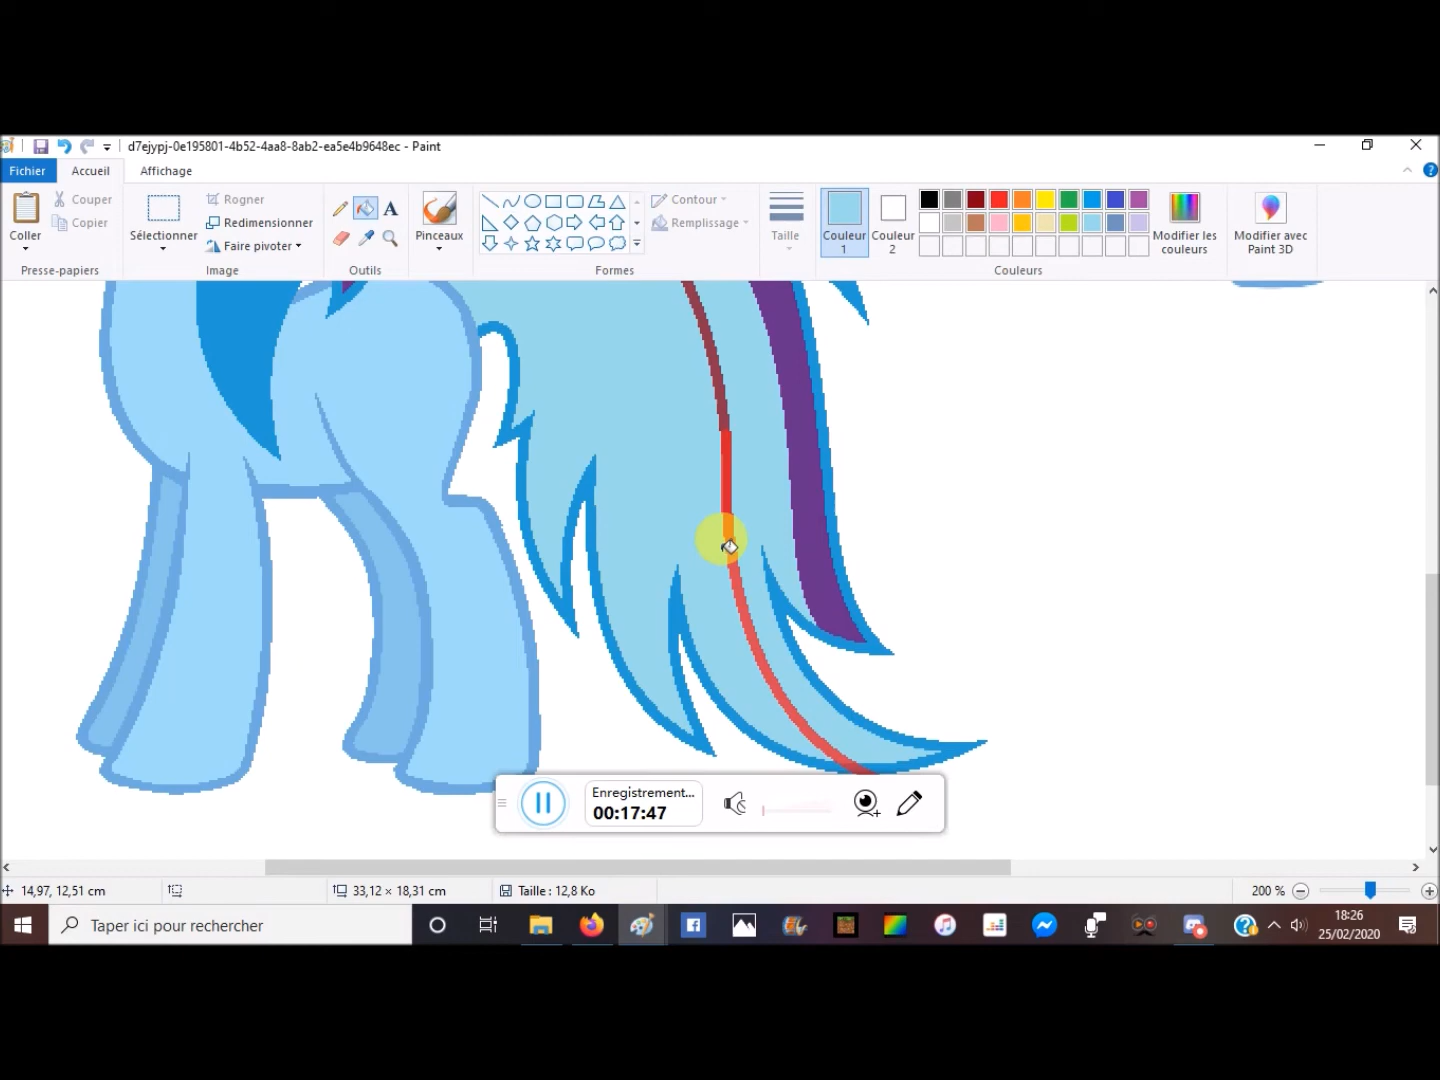 d7ejypj-0e195801-4b52-4aa8-8ab2-ea5e4b9648ec - Paint
Fichier Accueil Affichage
Coller
Couper
Copier
Presse-papiers
Sélectionner
Rogner
Redimensionner
Faire pivoter
Image
A
Outils
Pinceaux
Contour
Remplissage
Formes
Taille
Couleur 1
Couleur 2
Modifier les couleurs
Couleurs
Modifier avec Paint 3D
Enregistrement...
00:17:47
14,97, 12,51 cm
33,12 × 18,31 cm
Taille : 12,8 Ko
200 %
Taper ici pour rechercher
18:26
25/02/2020